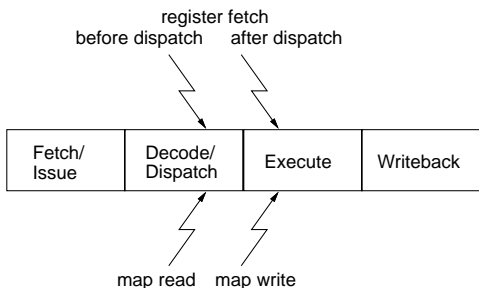 register fetch
before dispatch after dispatch
Fetch/
Issue
Decode/
Dispatch
Execute
Writeback
map read map write